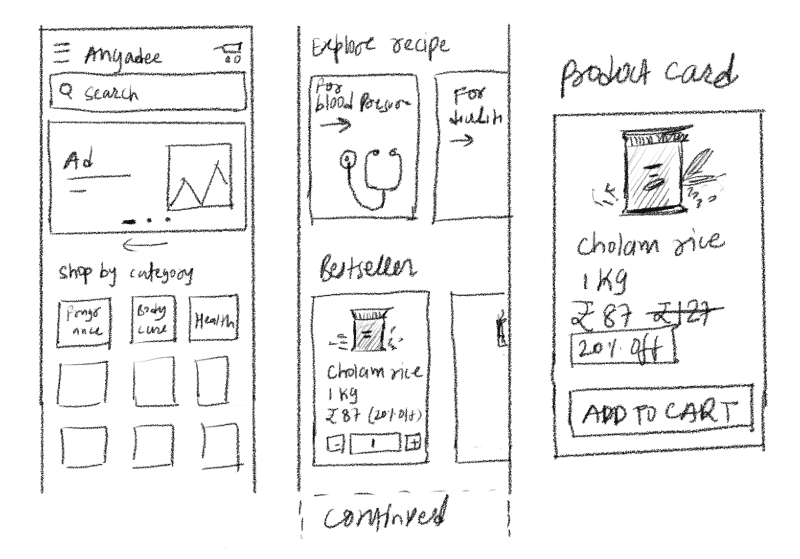 Anyadee
search
Ad
shop by category
Body
care
Health
Explore recipe
For
blood Pressure
For
Bestseller
Cholam rice
1 Kg
₹ 87 (20% Off)
-
1
+
continued
Product card
Cholam rice
1 Kg
₹ 87 ₹127
20% Off
ADD TO CART